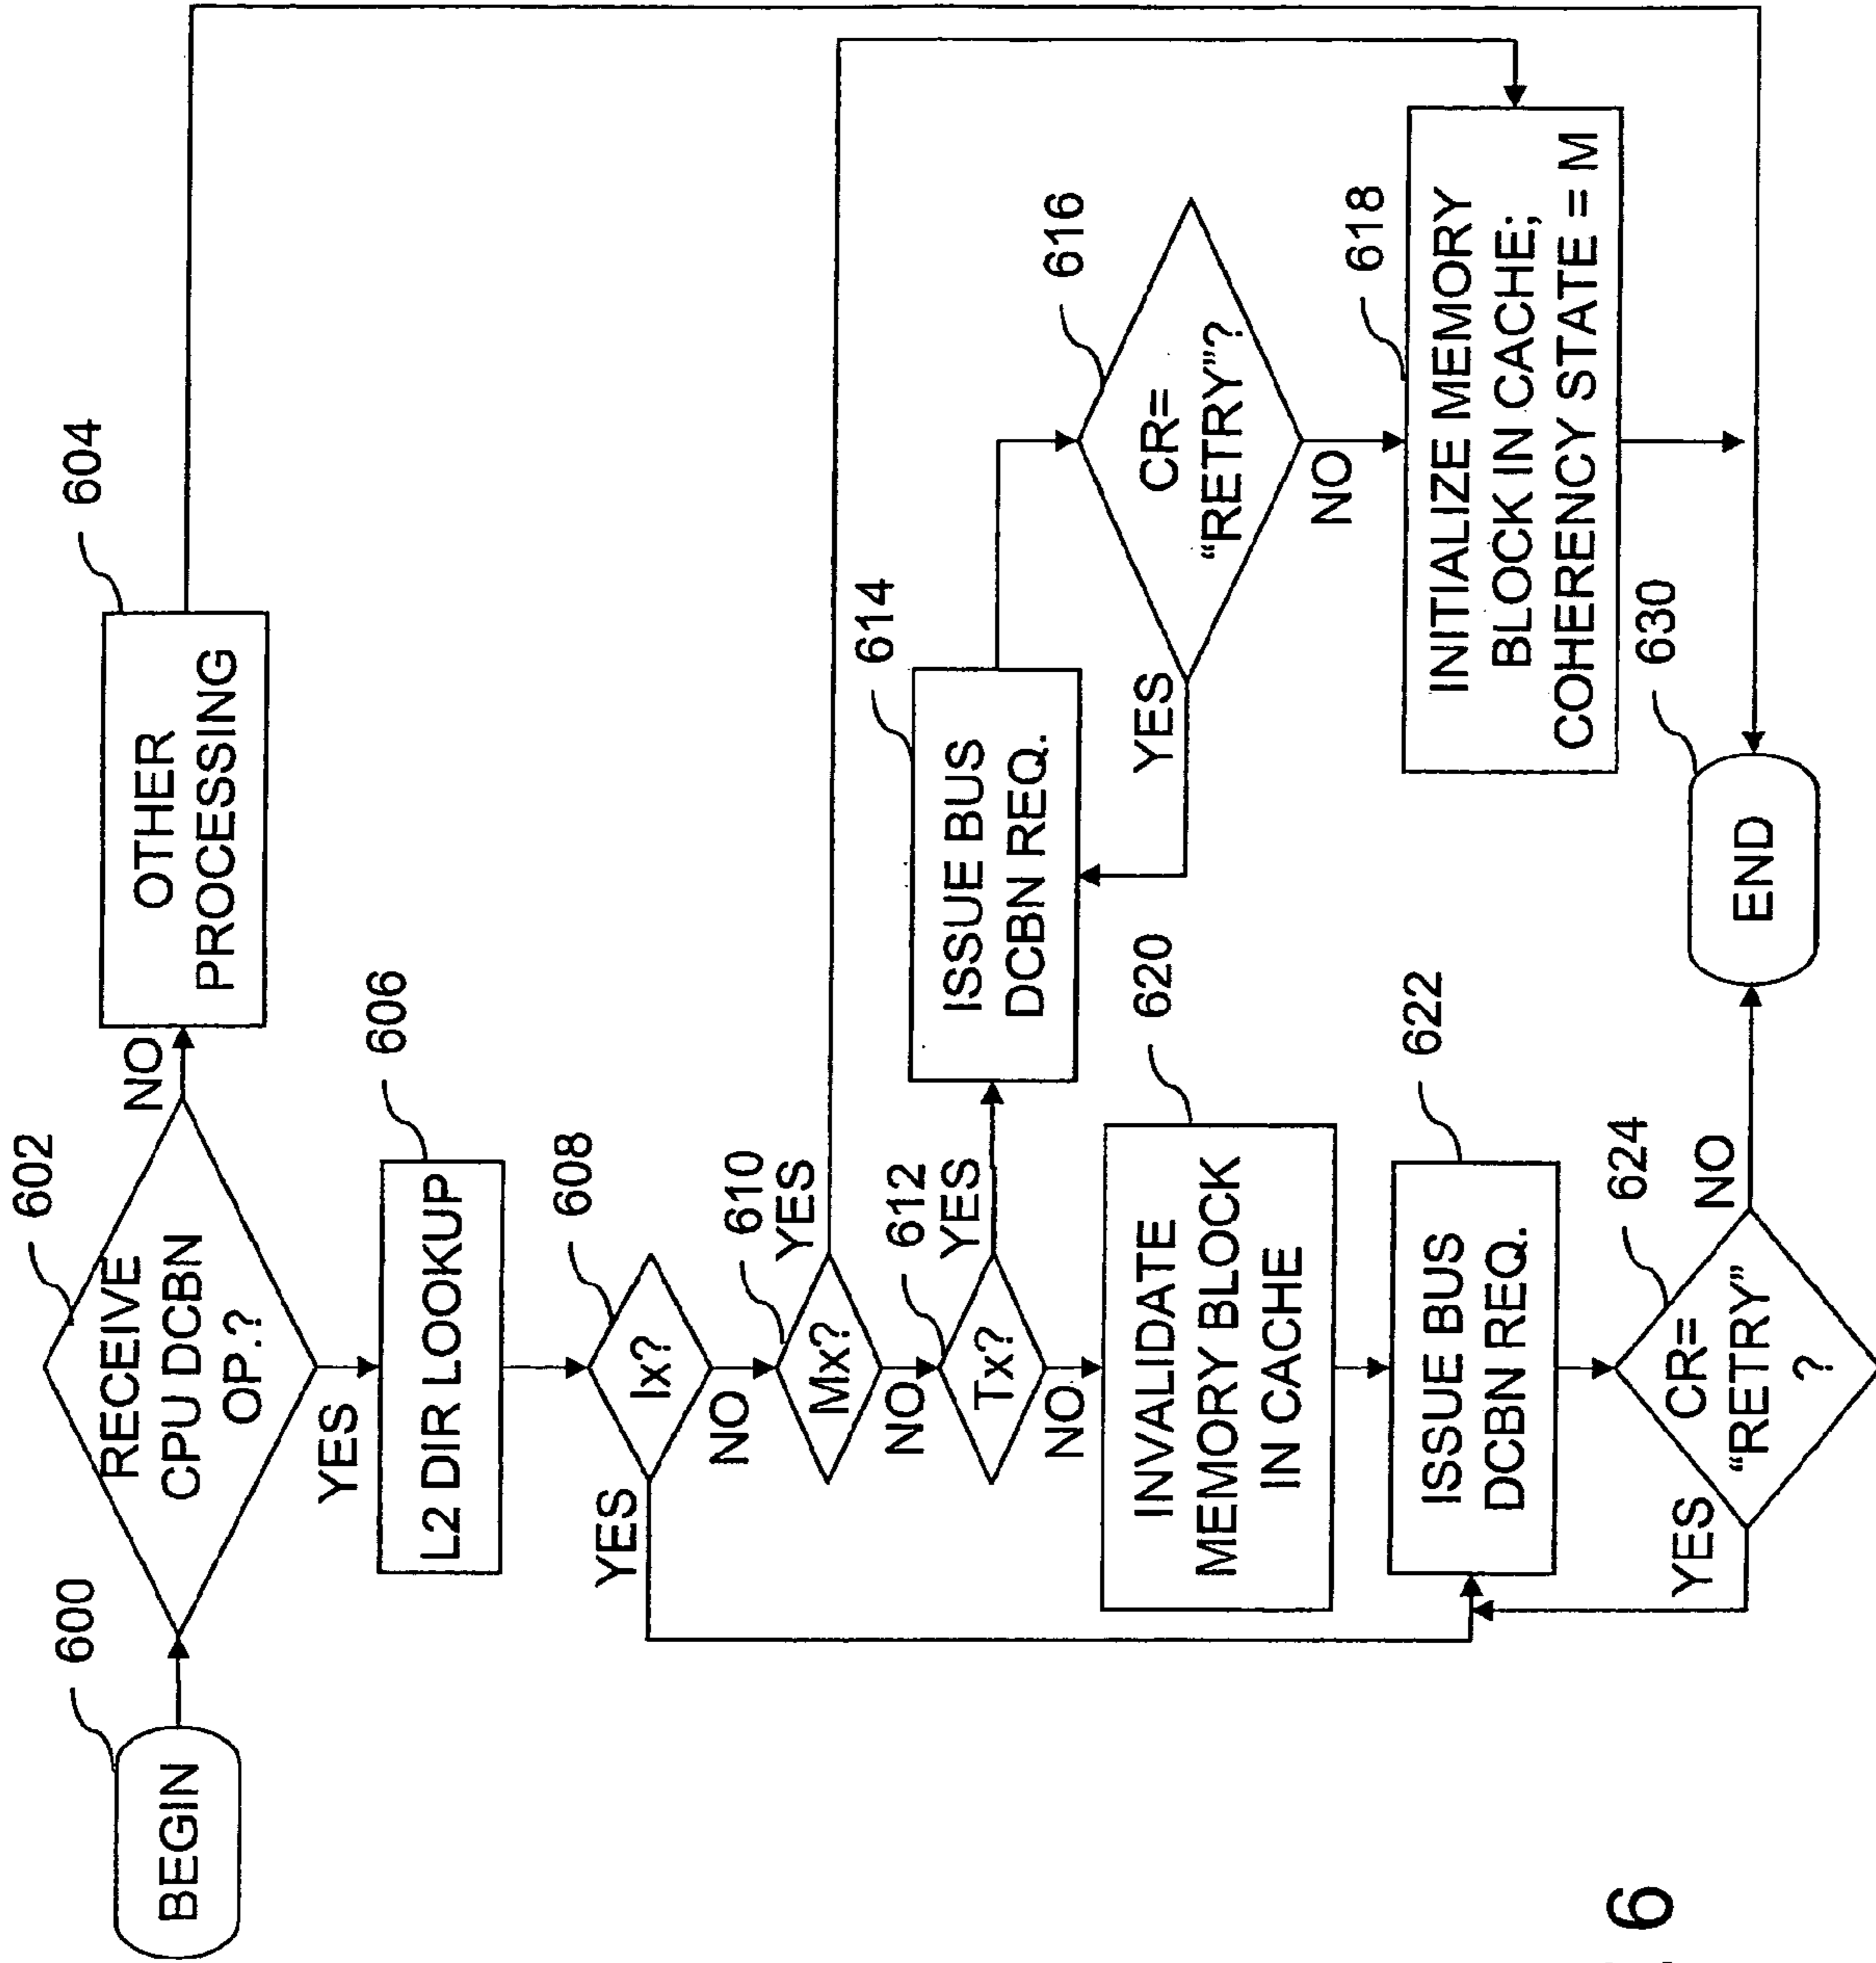 600
BEGIN
602
RECEIVE
CPU DCBN
OP.?
NO
604
OTHER
PROCESSING
YES
606
L2 DIR LOOKUP
608
Ix?
YES
NO
610
Mx?
YES
NO
612
Tx?
YES
NO
614
ISSUE BUS
DCBN REQ.
616
CR=
“RETRY”?
YES
NO
618
INITIALIZE MEMORY
BLOCK IN CACHE;
COHERENCY STATE = M
620
INVALIDATE
MEMORY BLOCK
IN CACHE
622
ISSUE BUS
DCBN REQ.
624
CR=
“RETRY”
?
YES
NO
630
END
6